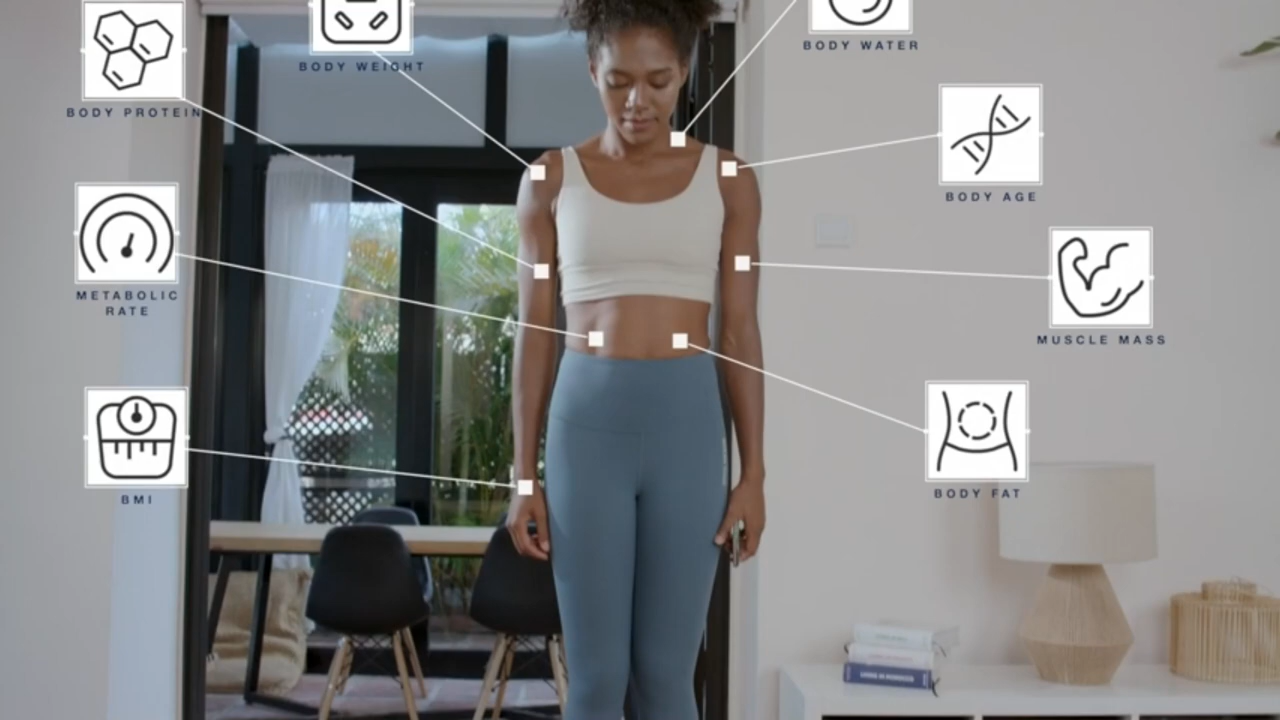 BODY WEIGHT
BODY WATER
BODY PROTEIN
BODY AGE
METABOLIC
RATE
MUSCLE MASS
BMI
BODY FAT